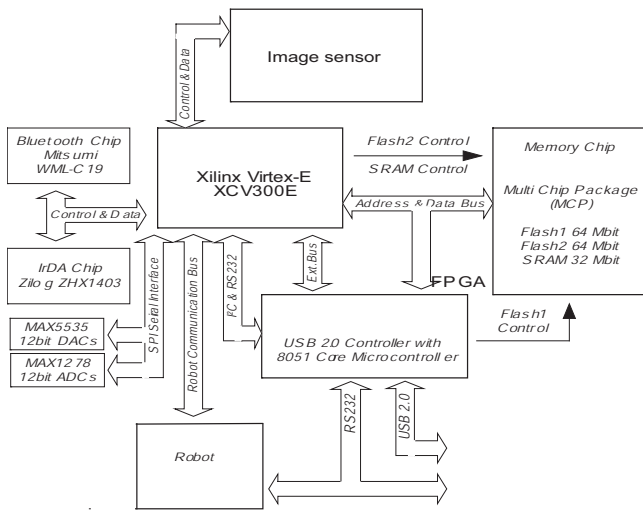 Image sensor
Control & Data
Bluetooth Chip
Mitsumi
WML-C19
Xilinx Virtex-E
XCV300E
Flash2 Control
SRAM Control
Memory Chip
Multi Chip Package
(MCP)
Flash1 64 Mbit
Flash2 64 Mbit
SRAM 32 Mbit
Control & Data
Address & Data Bus
IrDA Chip
Zilog ZHX1403
SPI Serial Interface
Robot Communication Bus
I²C & RS232
Ext.Bus
FPGA
Flash1
Control
MAX5535
12bit DACs
MAX1278
12bit ADCs
USB 2.0 Controller with
8051 Core Microcontroller
RS232
USB 2.0
Robot